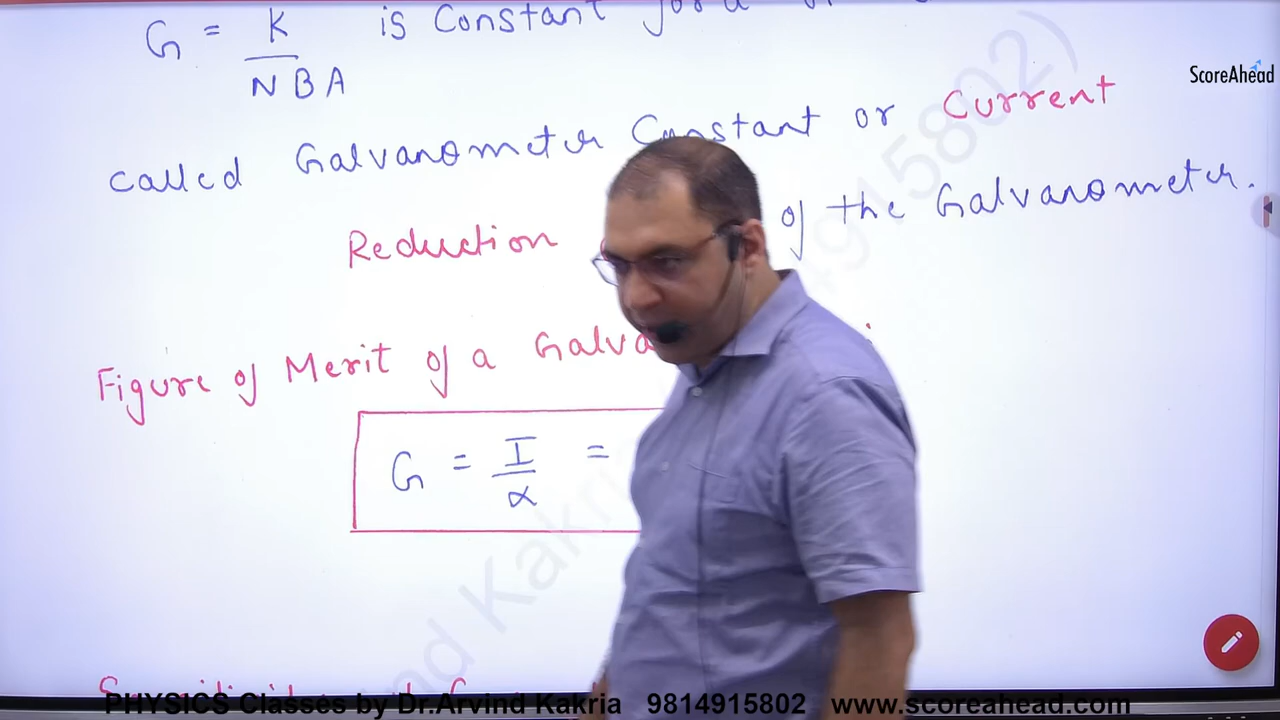 G = K is Constant for a
N B A
ScoreAhead
called Galvanometer Constant or Current
Reduction of the Galvanometer.
Figure of Merit of a Galva
G = I =
α
PHYSICS Classes by Dr.Arvind Kakria 9814915802 www.scoreahead.com